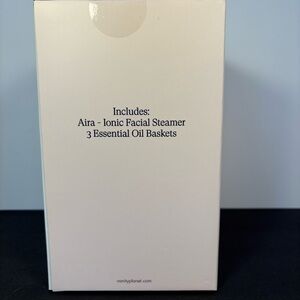 Includes:
Aira - Ionic Facial Steamer
3 Essential Oil Baskets
vanityplanet.com